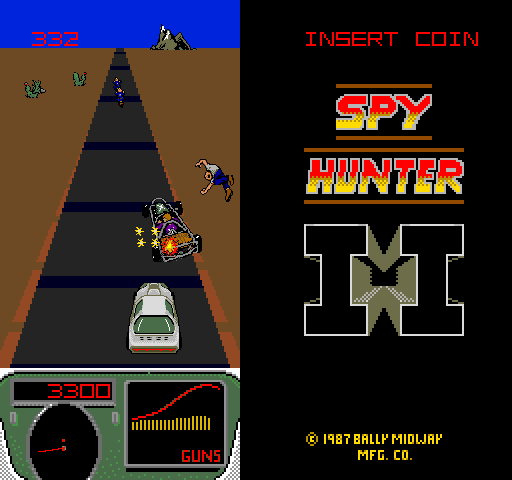 332
3300
GUNS
INSERT COIN
SPY
HUNTER
II
© 1987 BALLY MIDWAY
MFG. CO.